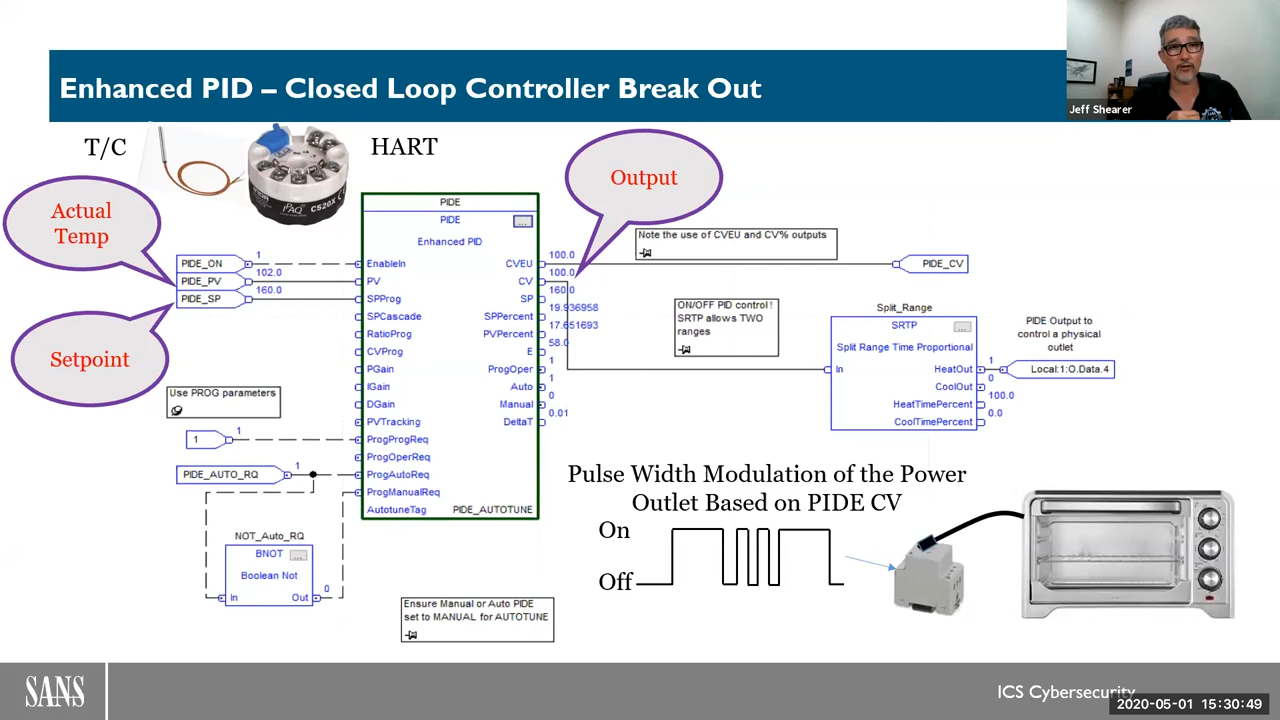 Enhanced PID – Closed Loop Controller Break Out
Jeff Shearer
T/C
HART
Actual
Temp
Setpoint
Output
PIDE_ON
1
PIDE_PV
102.0
PIDE_SP
160.0
PIDE
PIDE
...
Enhanced PID
EnableIn
PV
SPProg
SPCascade
RatioProg
CVProg
PGain
IGain
DGain
PVTracking
ProgProgReq
ProgOperReq
ProgAutoReq
ProgManualReq
AutotuneTag
PIDE_AUTOTUNE
CVEU
CV
SP
SPPercent
PVPercent
E
ProgOper
Auto
Manual
DeltaT
100.0
100.0
160.0
19.936958
17.651693
58.0
1
1
0
0.01
Note the use of CVEU and CV% outputs
PIDE_CV
ON/OFF PID control !
SRTP allows TWO
ranges
Split_Range
SRTP
...
Split Range Time Proportional
In
HeatOut
CoolOut
HeatTimePercent
CoolTimePercent
1
0
100.0
0.0
PIDE Output to
control a physical
outlet
Local:1:O.Data.4
Use PROG parameters
1
1
PIDE_AUTO_RQ
1
NOT_Auto_RQ
BNOT
...
Boolean Not
In
Out
0
Ensure Manual or Auto PIDE
set to MANUAL for AUTOTUNE
Pulse Width Modulation of the Power
Outlet Based on PIDE CV
On
Off
SANS
ICS Cybersecurity
2020-05-01 15:30:49